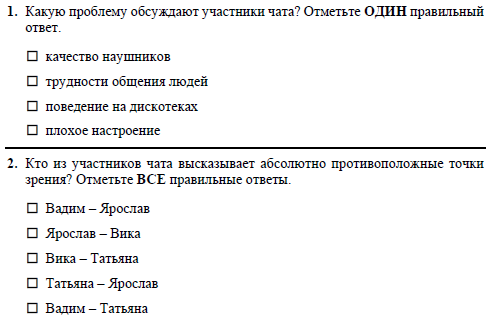 1. Какую проблему обсуждают участники чата? Отметьте ОДИН правильный
ответ.
☐ качество наушников
☐ трудности общения людей
☐ поведение на дискотеках
☐ плохое настроение
2. Кто из участников чата высказывает абсолютно противоположные точки
зрения? Отметьте ВСЕ правильные ответы.
☐ Вадим – Ярослав
☐ Ярослав – Вика
☐ Вика – Татьяна
☐ Татьяна – Ярослав
☐ Вадим – Татьяна